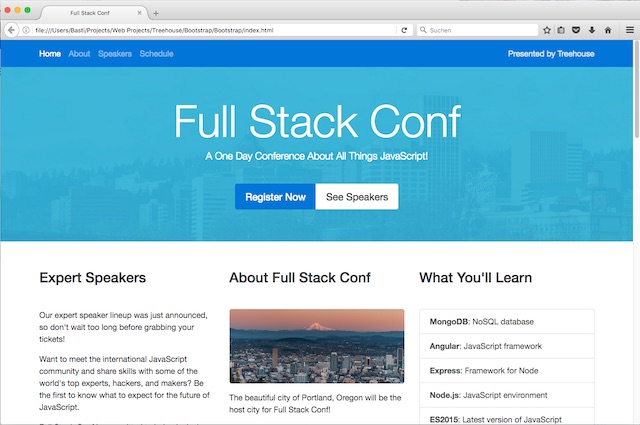 Full Stack Conf
file:///Users/Basti/Projects/Web Projects/Treehouse/Bootstrap/Bootstrap/index.html
Suchen
Home About Speakers Schedule
Presented by Treehouse
Full Stack Conf
A One Day Conference About All Things JavaScript!
Register Now
See Speakers
Expert Speakers
Our expert speaker lineup was just announced,
so don't wait too long before grabbing your
tickets!
Want to meet the international JavaScript
community and share skills with some of the
world's top experts, hackers, and makers? Be
the first to know what to expect for the future of
JavaScript.
About Full Stack Conf
The beautiful city of Portland, Oregon will be the
host city for Full Stack Conf!
What You'll Learn
MongoDB: NoSQL database
Angular: JavaScript framework
Express: Framework for Node
Node.js: JavaScript environment
ES2015: Latest version of JavaScript